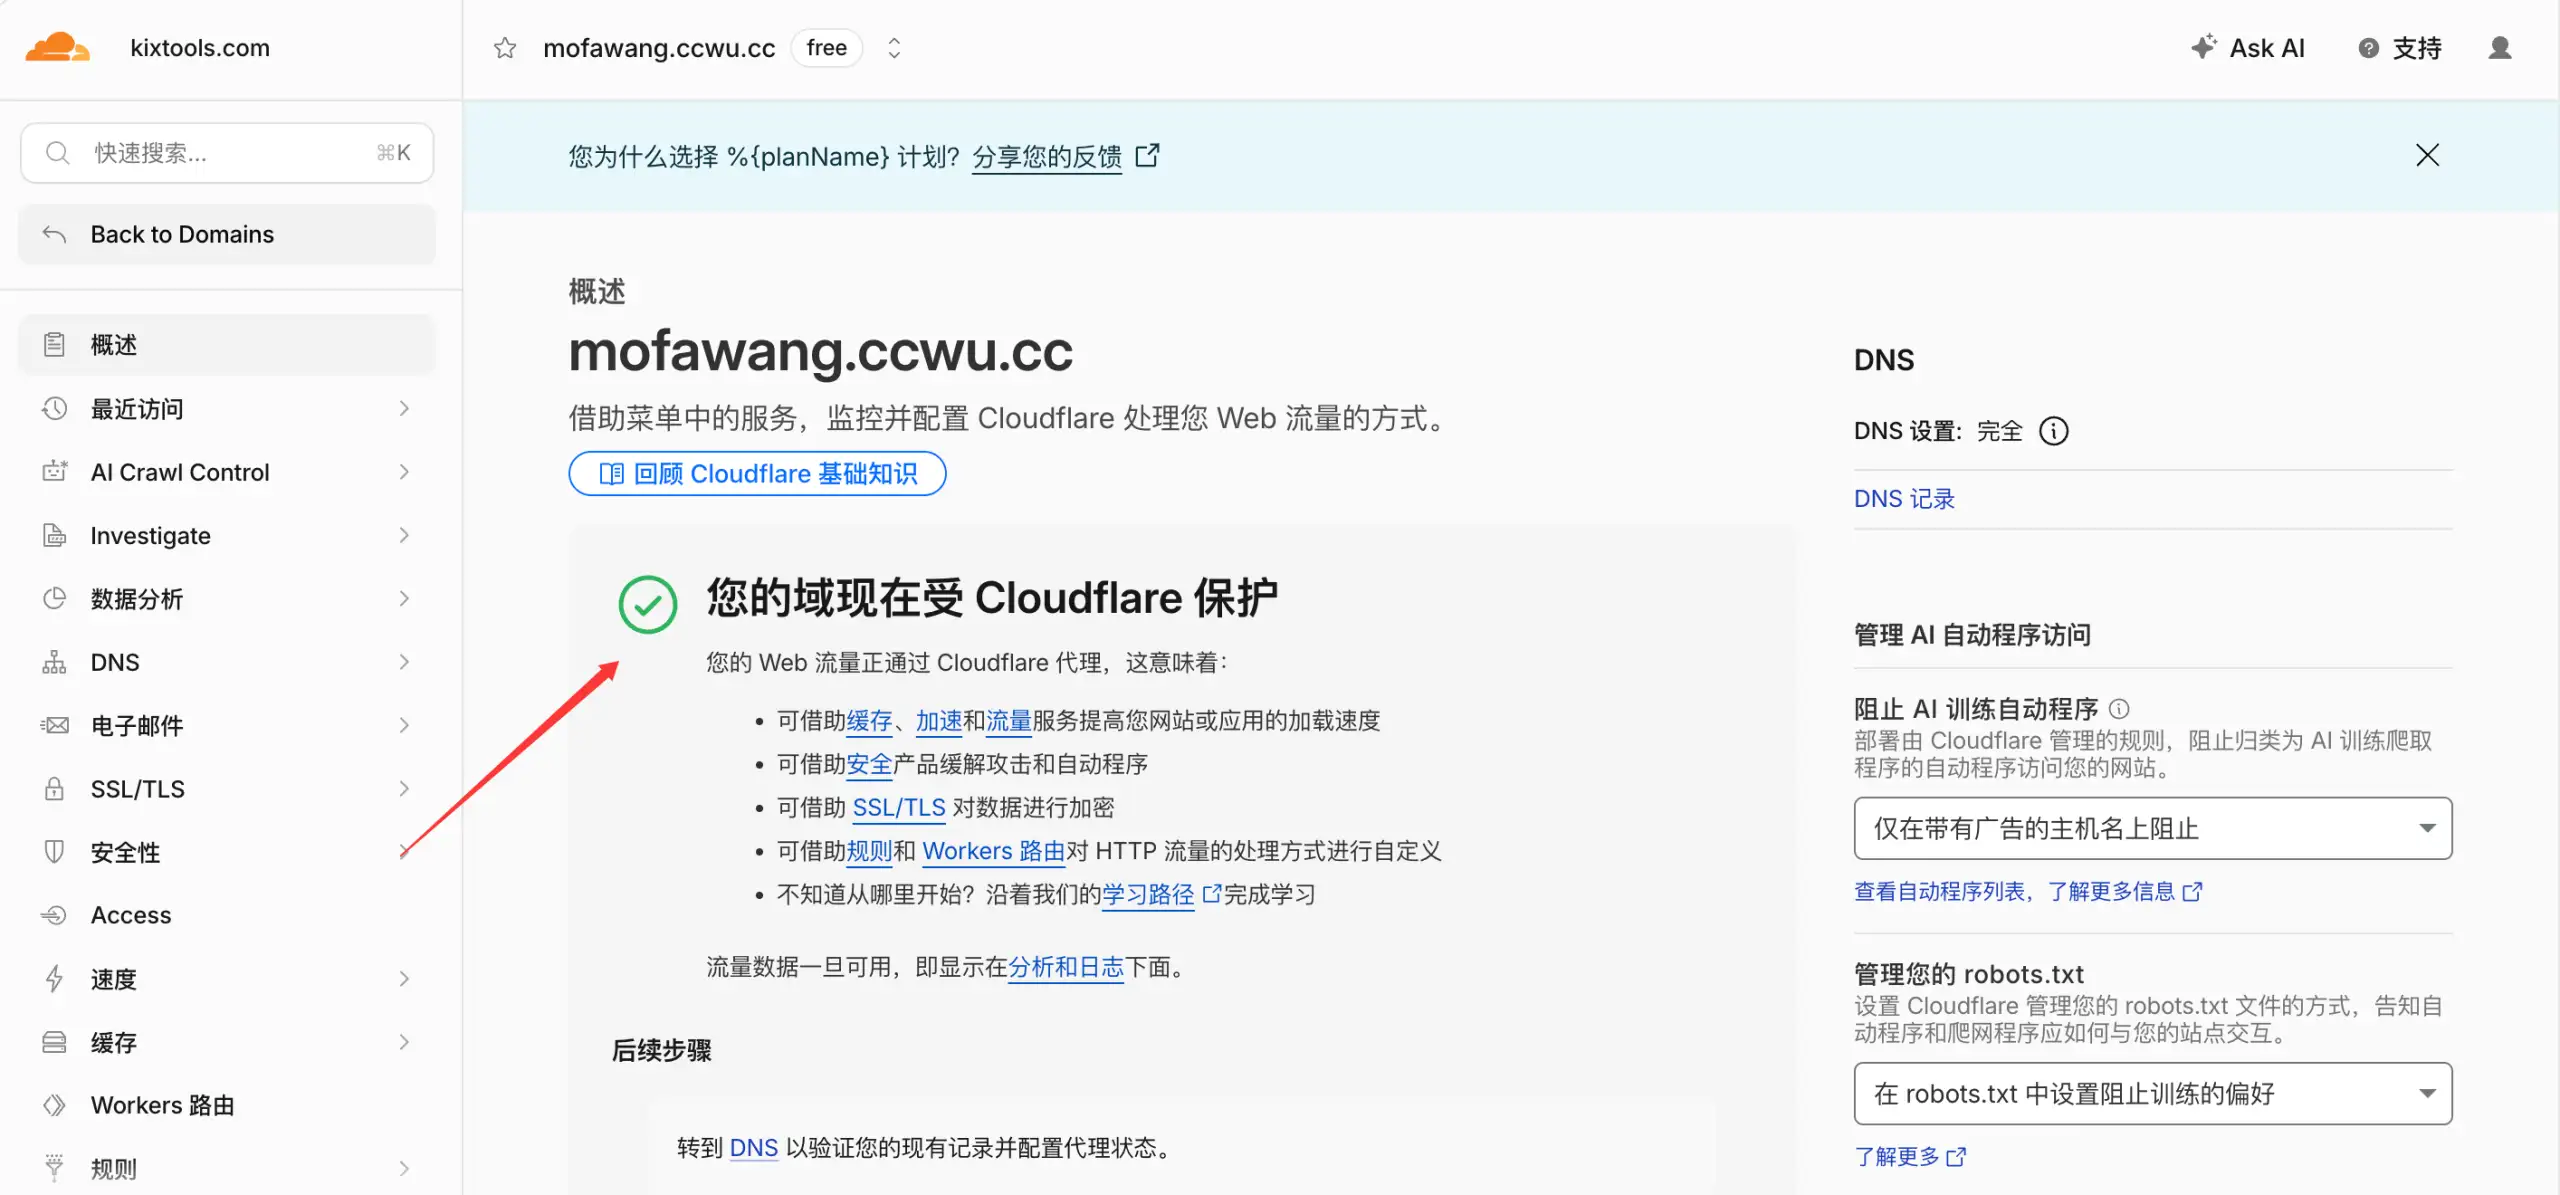 kixtools.com
mofawang.ccwu.cc free
Ask AI
支持
快速搜索... ⌘K
Back to Domains
概述
最近访问
AI Crawl Control
Investigate
数据分析
DNS
电子邮件
SSL/TLS
安全性
Access
速度
缓存
Workers 路由
规则
您为什么选择 %{planName} 计划？ 分享您的反馈
概述
mofawang.ccwu.cc
借助菜单中的服务，监控并配置 Cloudflare 处理您 Web 流量的方式。
回顾 Cloudflare 基础知识
您的域现在受 Cloudflare 保护
您的 Web 流量正通过 Cloudflare 代理，这意味着：
• 可借助缓存、加速和流量服务提高您网站或应用的加载速度
• 可借助安全产品缓解攻击和自动程序
• 可借助 SSL/TLS 对数据进行加密
• 可借助规则和 Workers 路由对 HTTP 流量的处理方式进行自定义
• 不知道从哪里开始？沿着我们的学习路径完成学习
流量数据一旦可用，即显示在分析和日志下面。
后续步骤
转到 DNS 以验证您的现有记录并配置代理状态。
DNS
DNS 设置: 完全
DNS 记录
管理 AI 自动程序访问
阻止 AI 训练自动程序
部署由 Cloudflare 管理的规则，阻止归类为 AI 训练爬取
程序的自动程序访问您的网站。
仅在带有广告的主机名上阻止
查看自动程序列表，了解更多信息
管理您的 robots.txt
设置 Cloudflare 管理您的 robots.txt 文件的方式，告知自
动程序和爬网程序应如何与您的站点交互。
在 robots.txt 中设置阻止训练的偏好
了解更多